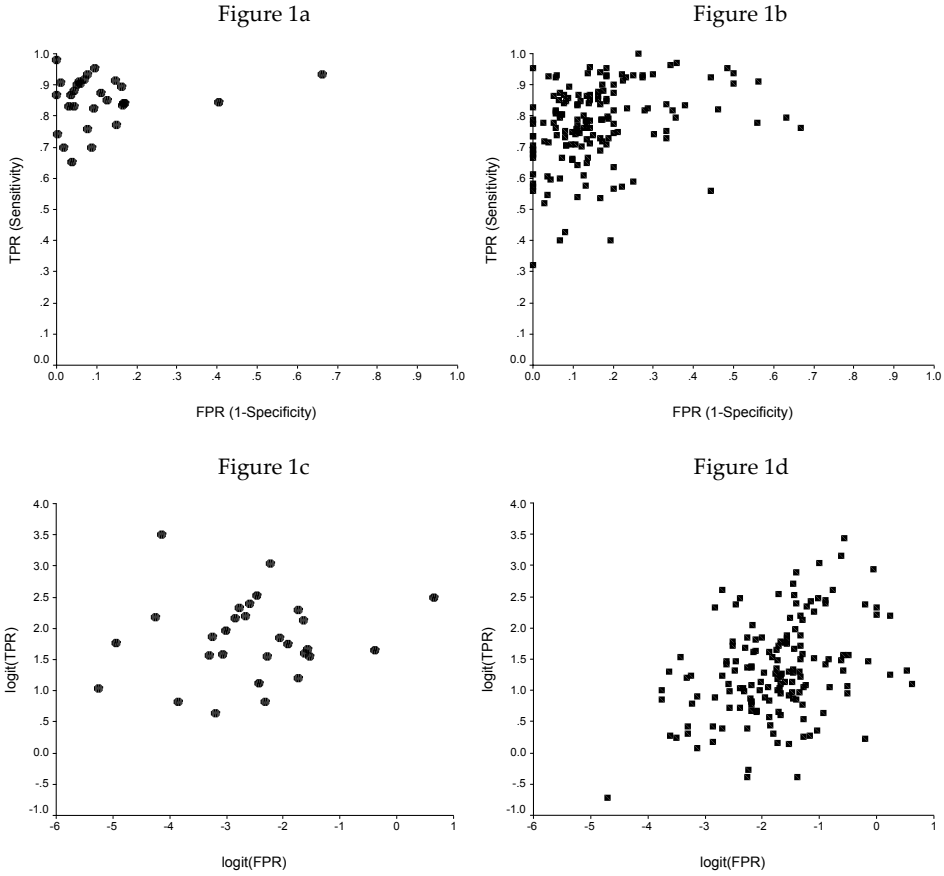 Figure 1a
1.0
.9
.8
.7
.6
.5
.4
.3
.2
.1
0.0
TPR (Sensitivity)
0.0 .1 .2 .3 .4 .5 .6 .7 .8 .9 1.0
FPR (1-Specificity)
Figure 1b
1.0
.9
.8
.7
.6
.5
.4
.3
.2
.1
0.0
TPR (Sensitivity)
0.0 .1 .2 .3 .4 .5 .6 .7 .8 .9 1.0
FPR (1-Specificity)
Figure 1c
4.0
3.5
3.0
2.5
2.0
1.5
1.0
.5
0.0
-.5
-1.0
logit(TPR)
-6 -5 -4 -3 -2 -1 0 1
logit(FPR)
Figure 1d
4.0
3.5
3.0
2.5
2.0
1.5
1.0
.5
0.0
-.5
-1.0
logit(TPR)
-6 -5 -4 -3 -2 -1 0 1
logit(FPR)